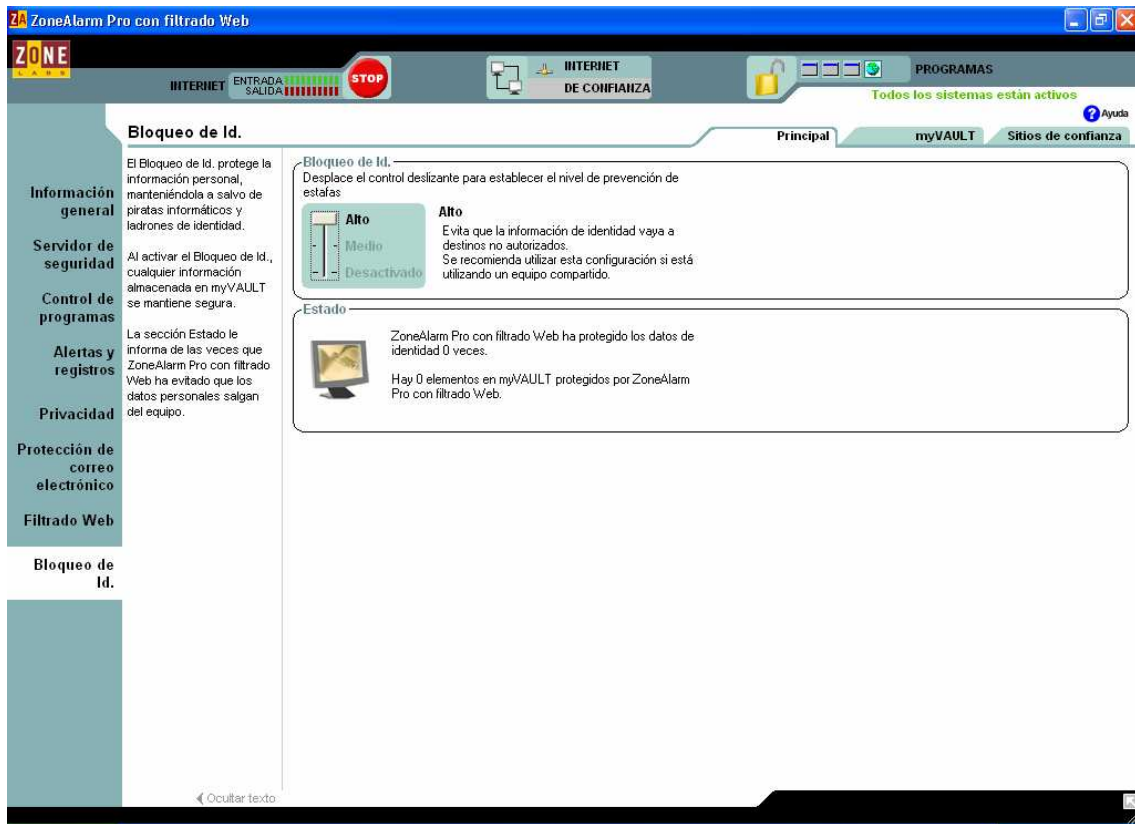 ZA ZoneAlarm Pro con filtrado Web
ZONE
LABS
INTERNET
ENTRADA
SALIDA
STOP
INTERNET
DE CONFIANZA
PROGRAMAS
Todos los sistemas están activos
? Ayuda
Bloqueo de Id.
Principal
myVAULT
Sitios de confianza
Información
general
Servidor de
seguridad
Control de
programas
Alertas y
registros
Privacidad
Protección de
correo
electrónico
Filtrado Web
Bloqueo de
Id.
El Bloqueo de Id. protege la
información personal,
manteniéndola a salvo de
piratas informáticos y
ladrones de identidad.
Al activar el Bloqueo de Id.,
cualquier información
almacenada en myVAULT
se mantiene segura.
La sección Estado le
informa de las veces que
ZoneAlarm Pro con filtrado
Web ha evitado que los
datos personales salgan
del equipo.
Ocultar texto
Bloqueo de Id.
Desplace el control deslizante para establecer el nivel de prevención de
estafas
Alto
Medio
Desactivado
Alto
Evita que la información de identidad vaya a
destinos no autorizados.
Se recomienda utilizar esta configuración si está
utilizando un equipo compartido.
Estado
ZoneAlarm Pro con filtrado Web ha protegido los datos de
identidad 0 veces.
Hay 0 elementos en myVAULT protegidos por ZoneAlarm
Pro con filtrado Web.